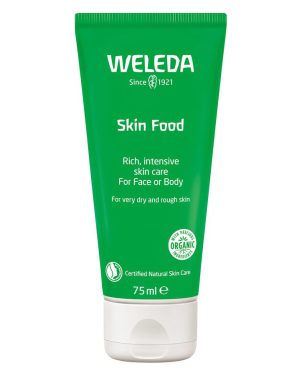 WELEDA
Since 1921
Skin Food
Rich, intensive
skin care
For Face or Body
For very dry and rough skin
ORGANIC
Certified Natural Skin Care
75 ml e